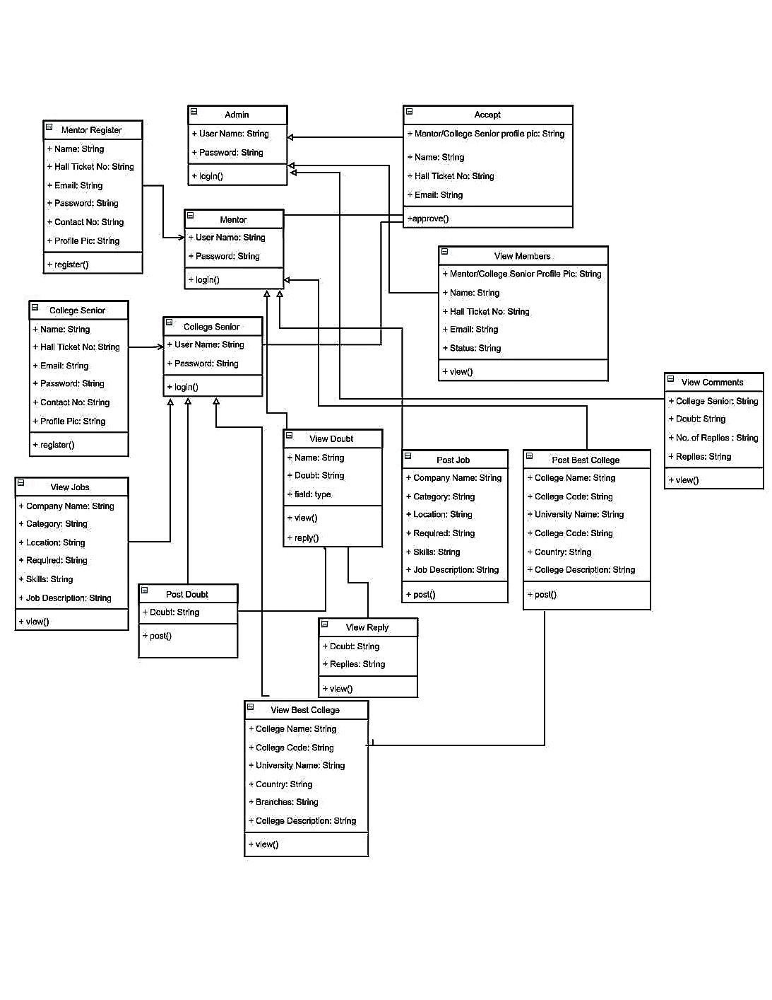 Admin
+ User Name: String
+ Password: String
+ login()
Accept
+ Mentor/College Senior profile pic: String
+ Name: String
+ Hall Ticket No: String
+ Email: String
+approve()
Mentor Register
+ Name: String
+ Hall Ticket No: String
+ Email: String
+ Password: String
+ Contact No: String
+ Profile Pic: String
+ register()
Mentor
+ User Name: String
+ Password: String
+ login()
View Members
+ Mentor/College Senior Profile Pic: String
+ Name: String
+ Hall Ticket No: String
+ Email: String
+ Status: String
+ view()
College Senior
+ Name: String
+ Hall Ticket No: String
+ Email: String
+ Password: String
+ Contact No: String
+ Profile Pic: String
+ register()
College Senior
+ User Name: String
+ Password: String
+ login()
View Comments
+ College Senior: String
+ Doubt: String
+ No. of Replies : String
+ Replies: String
+ view()
View Doubt
+ Name: String
+ Doubt: String
+ field: type
+ view()
+ reply()
Post Job
+ Company Name: String
+ Category: String
+ Location: String
+ Required: String
+ Skills: String
+ Job Description: String
+ post()
Post Best College
+ College Name: String
+ College Code: String
+ University Name: String
+ College Code: String
+ Country: String
+ College Description: String
+ post()
View Jobs
+ Company Name: String
+ Category: String
+ Location: String
+ Required: String
+ Skills: String
+ Job Description: String
+ view()
Post Doubt
+ Doubt: String
+ post()
View Reply
+ Doubt: String
+ Replies: String
+ view()
View Best College
+ College Name: String
+ College Code: String
+ University Name: String
+ Country: String
+ Branches: String
+ College Description: String
+ view()